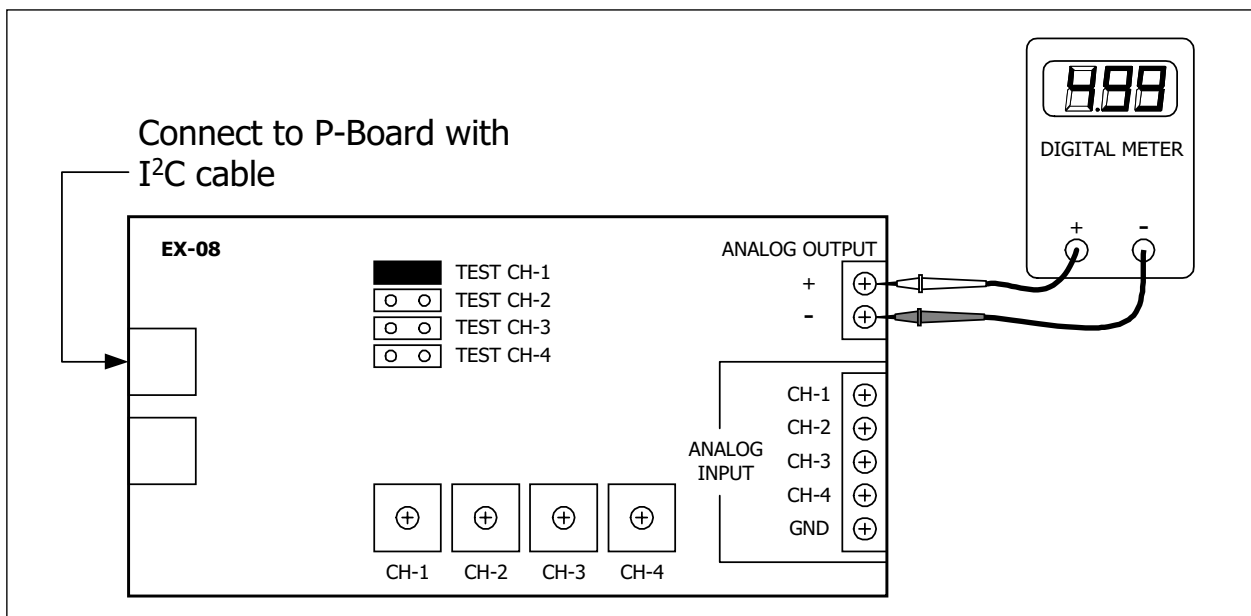 4.99
DIGITAL METER
+ -
Connect to P-Board with
I²C cable
EX-08
TEST CH-1
TEST CH-2
TEST CH-3
TEST CH-4
ANALOG OUTPUT
+
-
ANALOG
INPUT
CH-1
CH-2
CH-3
CH-4
GND
CH-1 CH-2 CH-3 CH-4